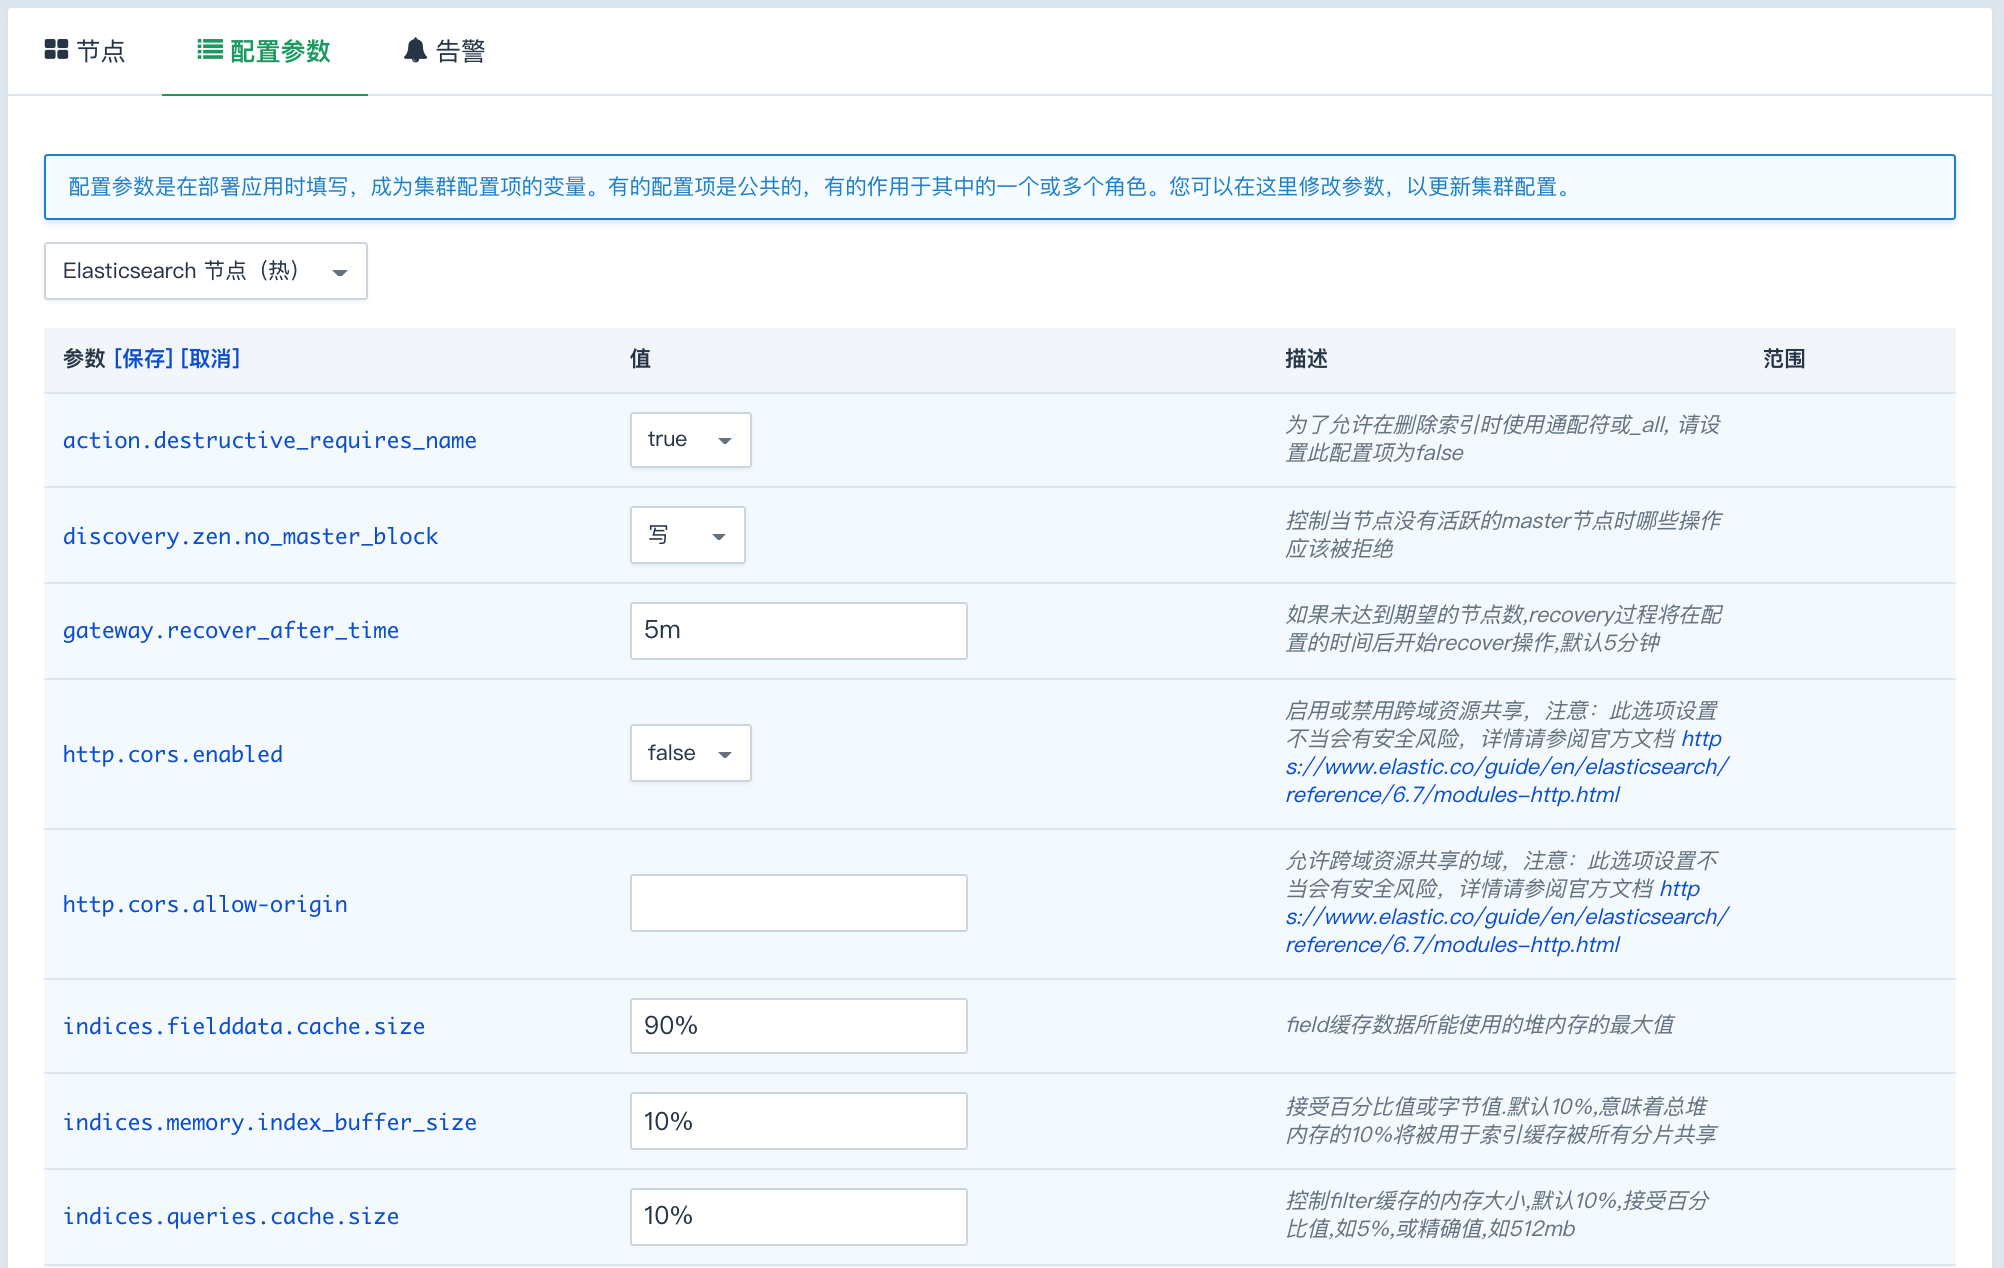 节点 配置参数 告警
配置参数是在部署应用时填写，成为集群配置项的变量。有的配置项是公共的，有的作用于其中的一个或多个角色。您可以在这里修改参数，以更新集群配置。
Elasticsearch 节点（热）
参数 [保存] [取消] 值 描述 范围
action.destructive_requires_name true 为了允许在删除索引时使用通配符或_all, 请设
置此配置项为false
discovery.zen.no_master_block 写 控制当节点没有活跃的master节点时哪些操作
应该被拒绝
gateway.recover_after_time 5m 如果未达到期望的节点数,recovery过程将在配
置的时间后开始recover操作,默认5分钟
http.cors.enabled false 启用或禁用跨域资源共享，注意：此选项设置
不当会有安全风险，详情请参阅官方文档 http
s://www.elastic.co/guide/en/elasticsearch/
reference/6.7/modules-http.html
http.cors.allow-origin 允许跨域资源共享的域，注意：此选项设置不
当会有安全风险，详情请参阅官方文档 http
s://www.elastic.co/guide/en/elasticsearch/
reference/6.7/modules-http.html
indices.fielddata.cache.size 90% field缓存数据所能使用的堆内存的最大值
indices.memory.index_buffer_size 10% 接受百分比值或字节值.默认10%,意味着总堆
内存的10%将被用于索引缓存被所有分片共享
indices.queries.cache.size 10% 控制filter缓存的内存大小,默认10%,接受百分
比值,如5%,或精确值,如512mb